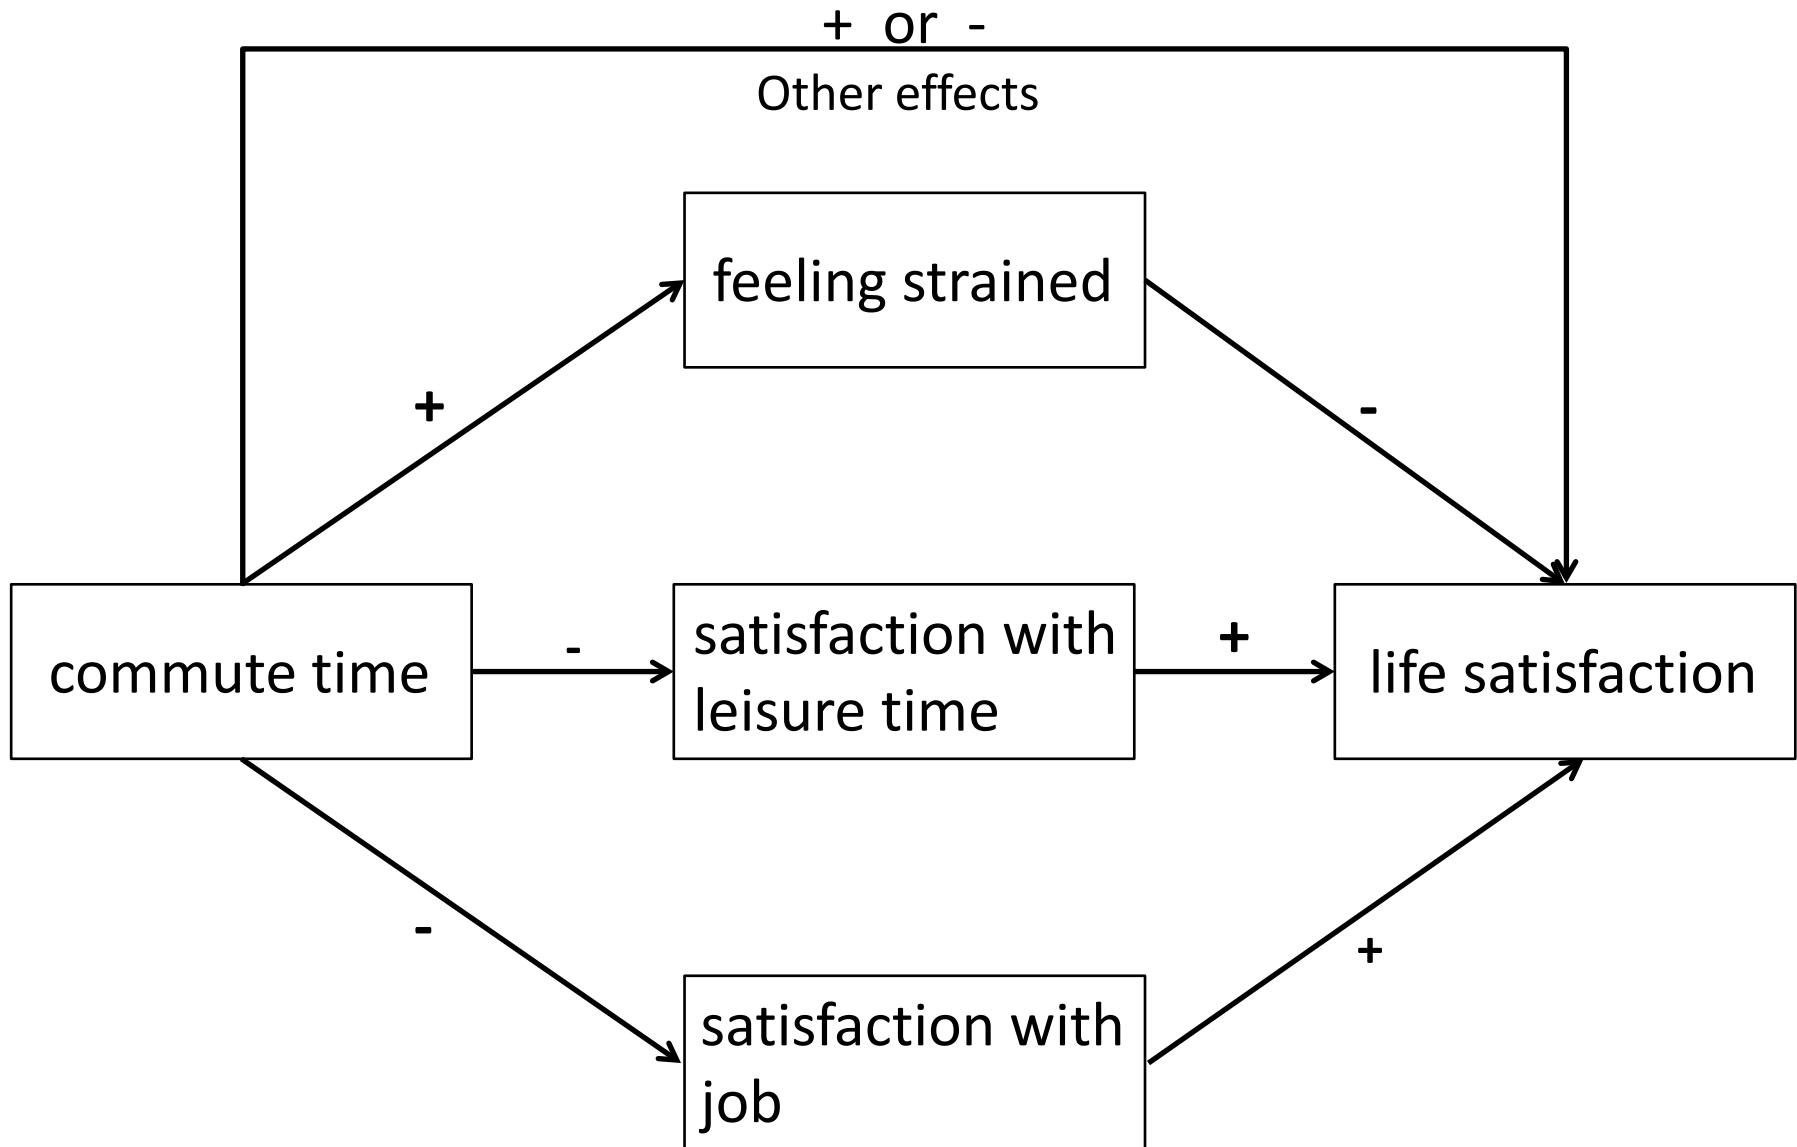 + or -
Other effects
feeling strained
+
-
commute time
-
satisfaction with
leisure time
+
life satisfaction
-
+
satisfaction with
job